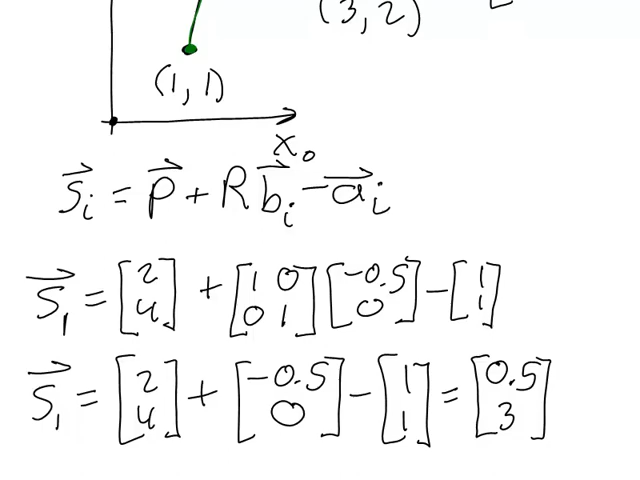 (3, 2)
(1, 1)
x₀
s⃗ᵢ = p⃗ + R b⃗ᵢ − a⃗ᵢ
s⃗₁ = [2 4] + [1 0 0 1] [−0.5 0] − [1 1]
s⃗₁ = [2 4] + [−0.5 0] − [1 1] = [0.5 3]